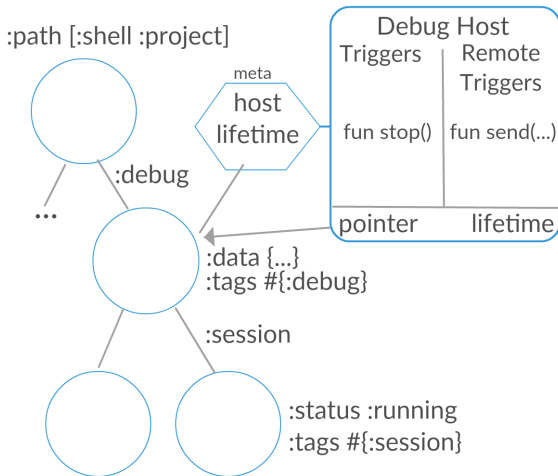 :path [:shell :project]
Debug Host
Triggers
Remote
Triggers
meta
host
lifetime
fun stop()
fun send(...)
:debug
...
pointer
lifetime
:data {...}
:tags #{:debug}
:session
:status :running
:tags #{:session}